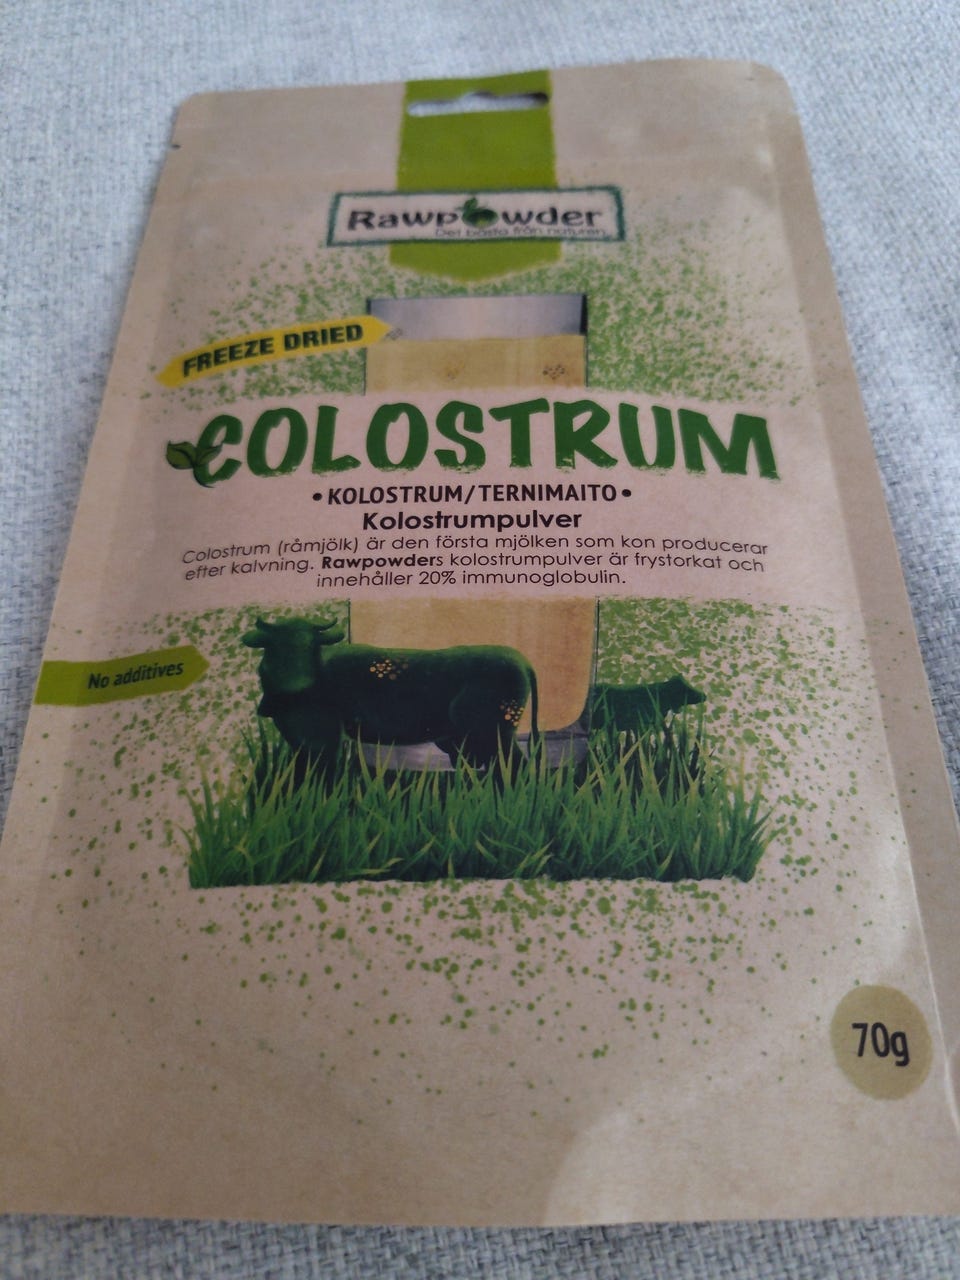 Rawpowder
Det bästa från naturen
FREEZE DRIED
COLOSTRUM
•KOLOSTRUM/TERNIMAITO•
Kolostrumpulver
Colostrum (råmjölk) är den första mjölken som kon producerar
efter kalvning. Rawpowders kolostrumpulver är frystorkat och
innehåller 20% immunoglobulin.
No additives
70g